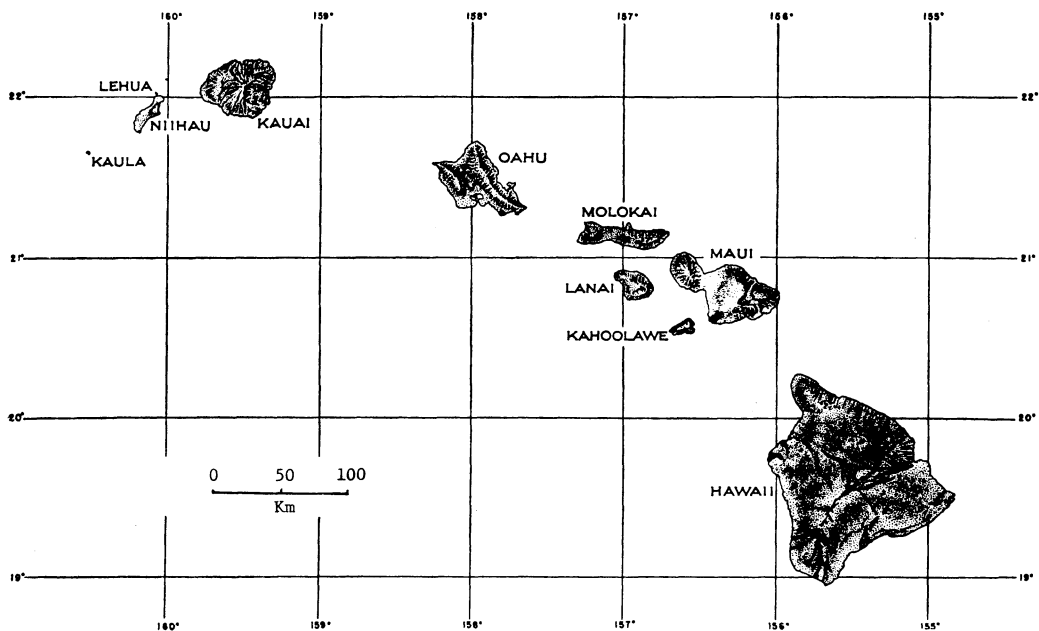 160° 159° 158° 157° 156° 155°
LEHUA
22° 22°
NIIHAU KAUAI
KAULA
OAHU
MOLOKAI
MAUI
21° 21°
LANAI
KAHOOLAWE
20° 20°
0 50 100
HAWAII
Km
19° 19°
160° 159° 158° 157° 156° 155°